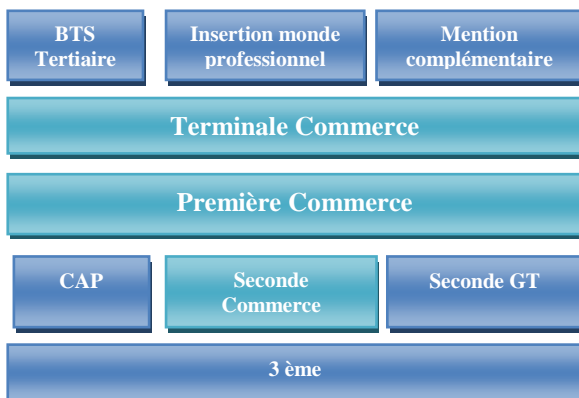 BTS
Tertiaire
Insertion monde
professionnel
Mention
complémentaire
Terminale Commerce
Première Commerce
CAP
Seconde
Commerce
Seconde GT
3 ème